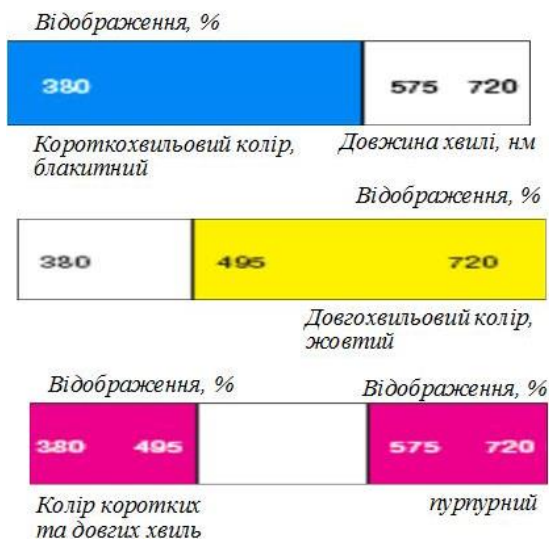 Відображення, %
380 575 720
Короткохвильовий колір, Довжина хвилі, нм
блакитний
Відображення, %
380 495 720
Довгохвильовий колір,
жовтий
Відображення, % Відображення, %
380 495 575 720
Колір коротких пурпурний
та довгих хвиль